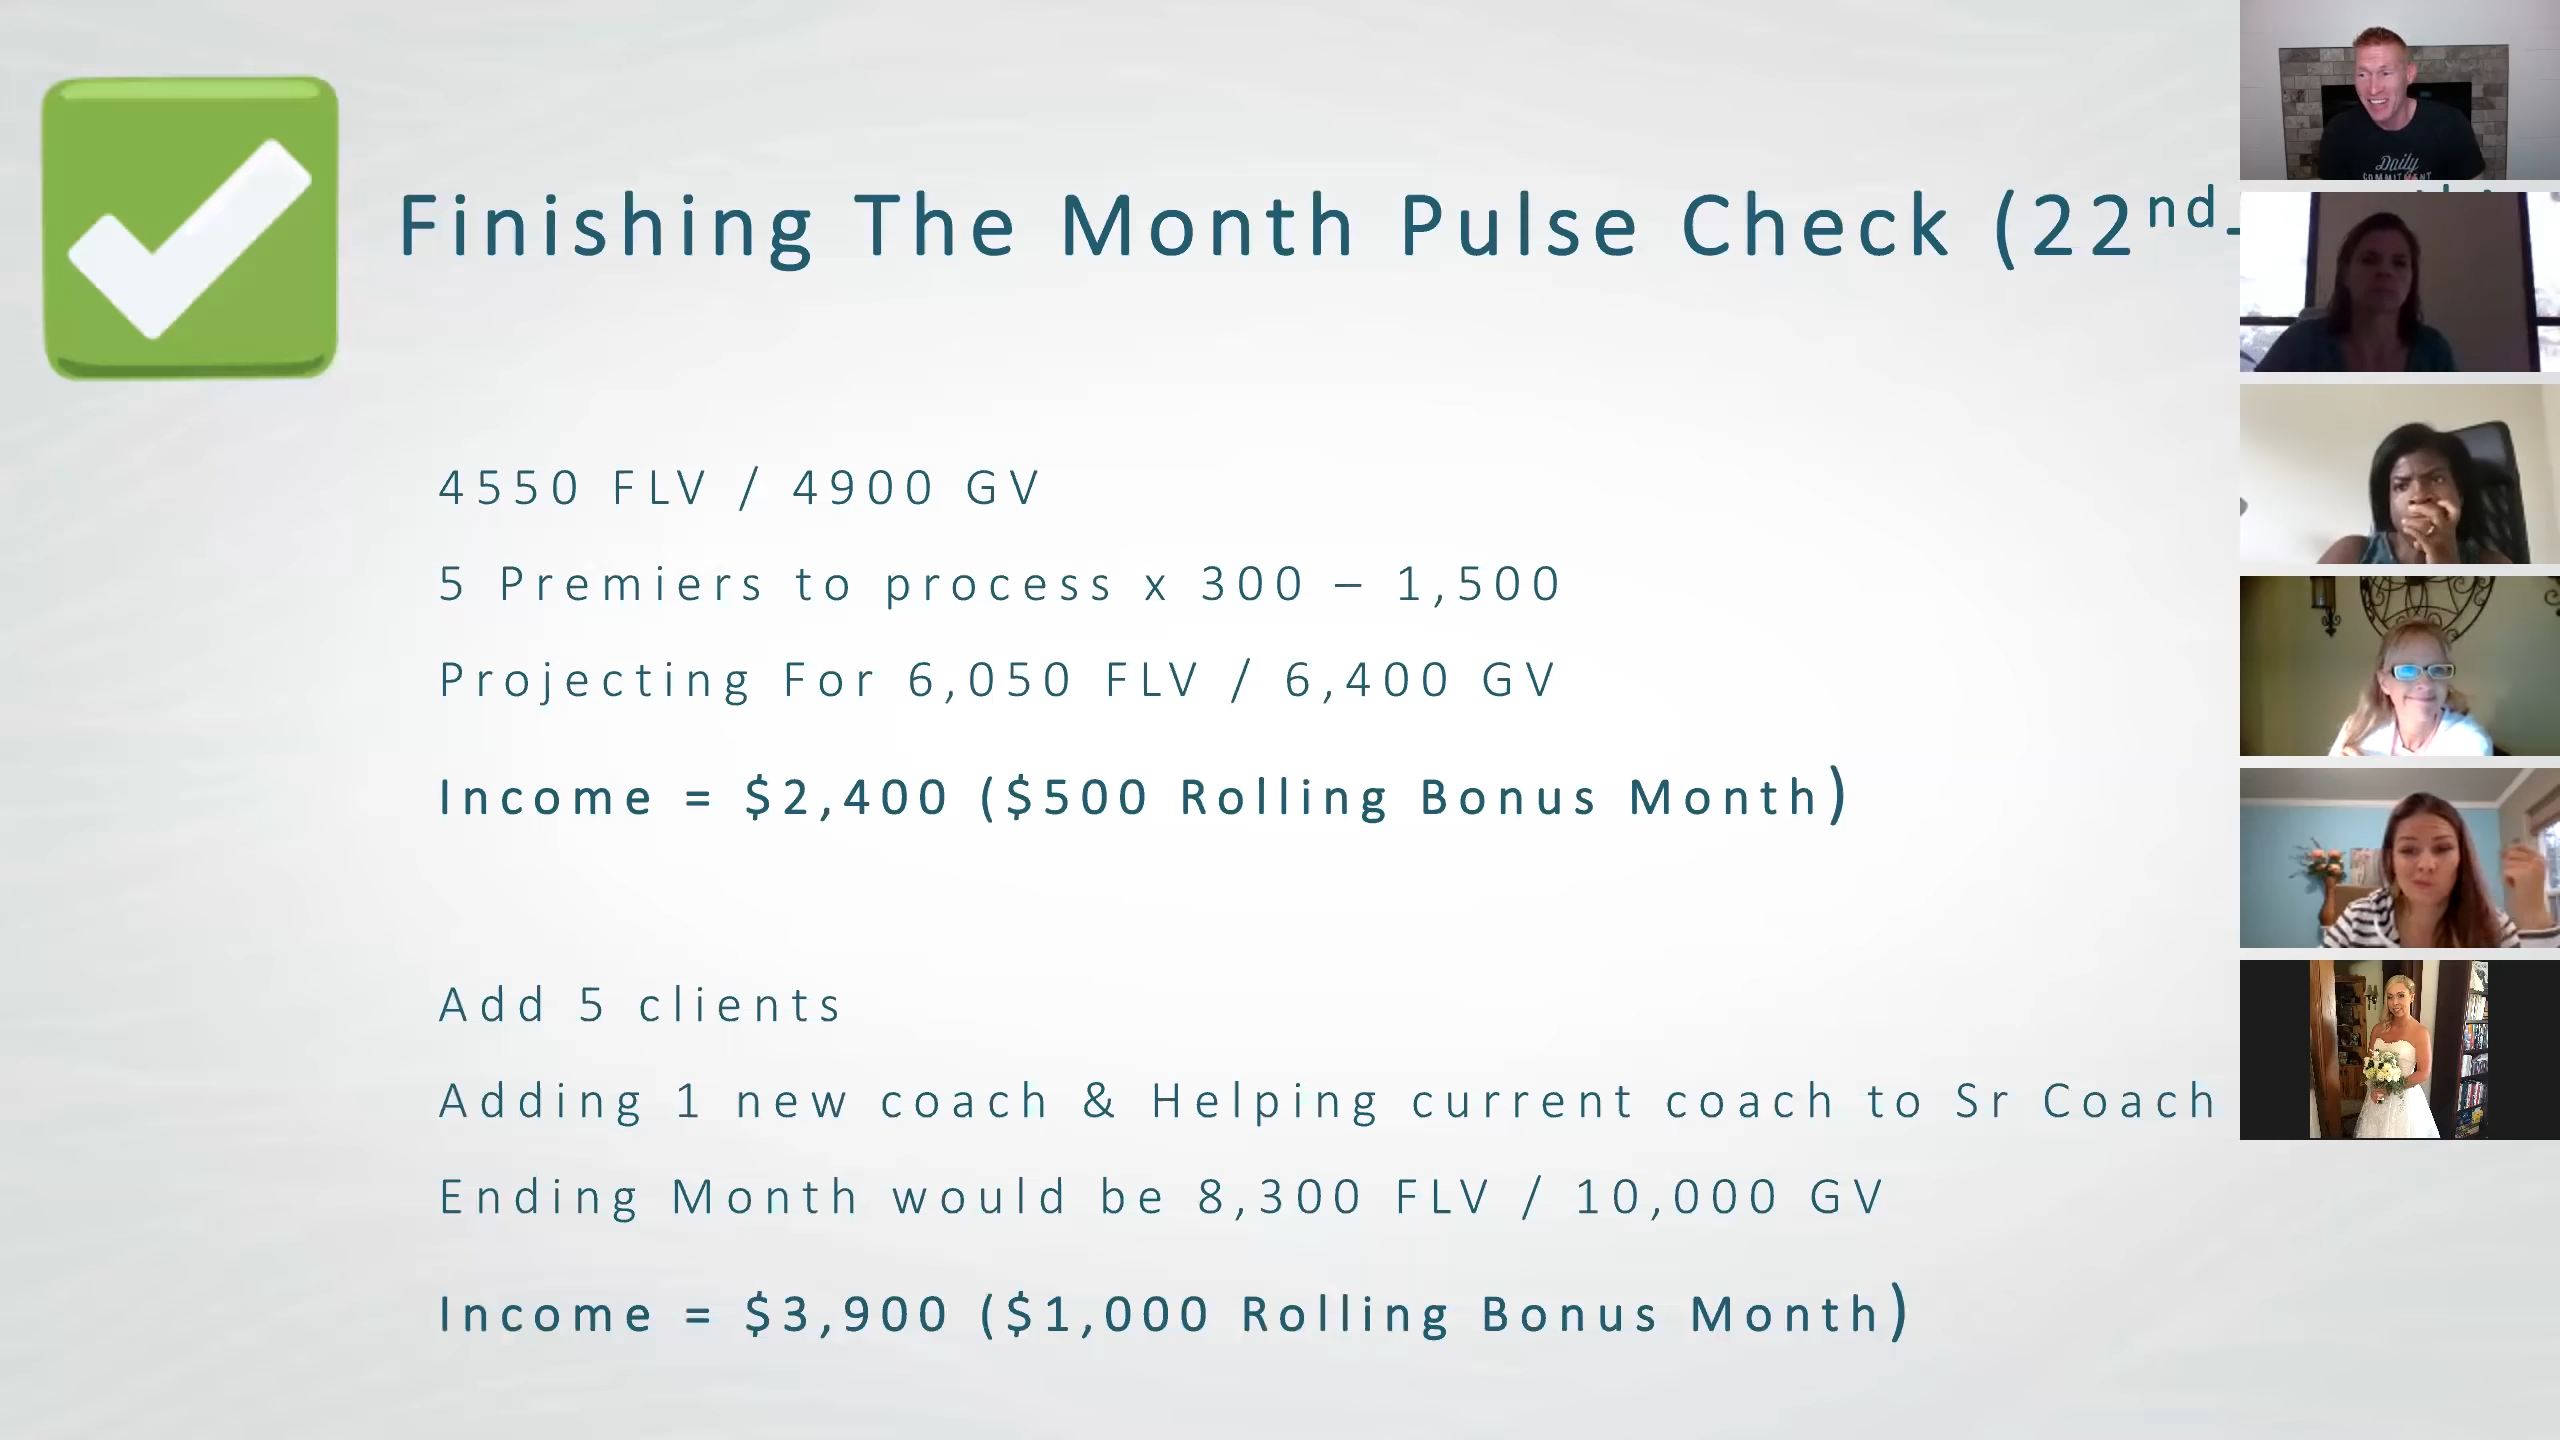 Finishing The Month Pulse Check (22nd-
4550 FLV / 4900 GV
5 Premiers to process x 300 – 1,500
Projecting For 6,050 FLV / 6,400 GV
Income = $2,400 ($500 Rolling Bonus Month)
Add 5 clients
Adding 1 new coach & Helping current coach to Sr Coach
Ending Month would be 8,300 FLV / 10,000 GV
Income = $3,900 ($1,000 Rolling Bonus Month)
Daily
COMMITMENT